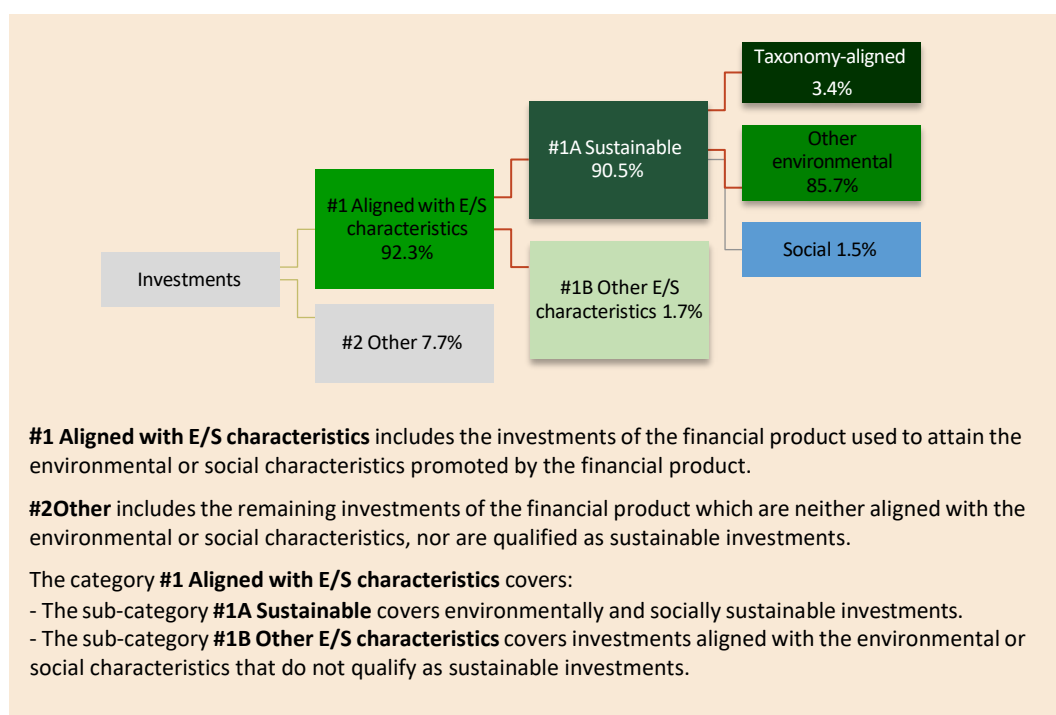 Taxonomy-aligned
3.4%
#1A Sustainable
90.5%
Other
environmental
85.7%
#1 Aligned with E/S
characteristics
92.3%
Social 1.5%
Investments
#1B Other E/S
characteristics 1.7%
#2 Other 7.7%
#1 Aligned with E/S characteristics includes the investments of the financial product used to attain the
environmental or social characteristics promoted by the financial product.
#2Other includes the remaining investments of the financial product which are neither aligned with the
environmental or social characteristics, nor are qualified as sustainable investments.
The category #1 Aligned with E/S characteristics covers:
- The sub-category #1A Sustainable covers environmentally and socially sustainable investments.
- The sub-category #1B Other E/S characteristics covers investments aligned with the environmental or
social characteristics that do not qualify as sustainable investments.